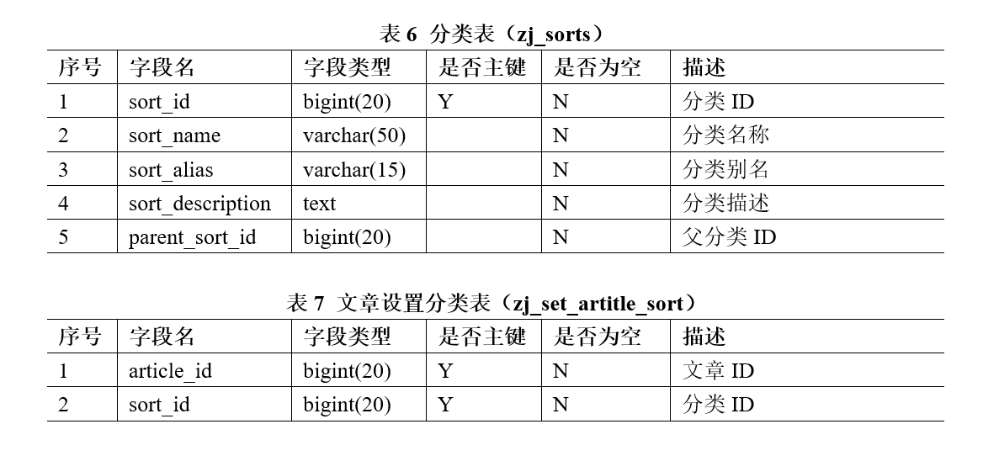 表 6 分类表（zj_sorts）
序号 字段名 字段类型 是否主键 是否为空 描述
1 sort_id bigint(20) Y N 分类 ID
2 sort_name varchar(50) N 分类名称
3 sort_alias varchar(15) N 分类别名
4 sort_description text N 分类描述
5 parent_sort_id bigint(20) N 父分类 ID
表 7 文章设置分类表（zj_set_artitle_sort）
序号 字段名 字段类型 是否主键 是否为空 描述
1 article_id bigint(20) Y N 文章 ID
2 sort_id bigint(20) Y N 分类 ID